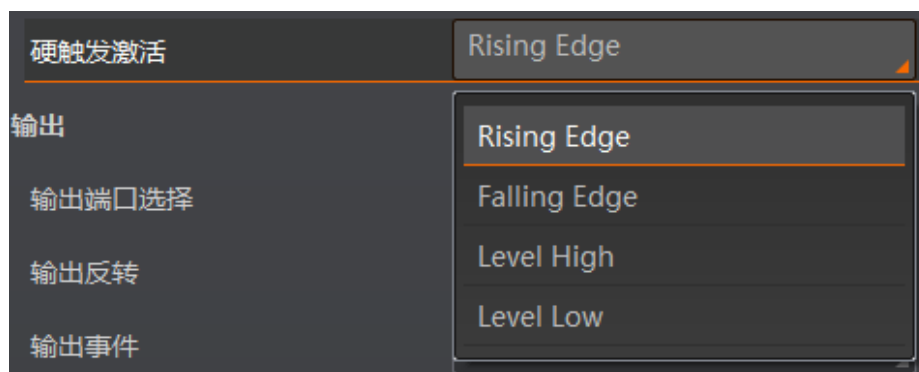 硬触发激活
Rising Edge
输出
Rising Edge
输出端口选择
Falling Edge
输出反转
Level High
Level Low
输出事件